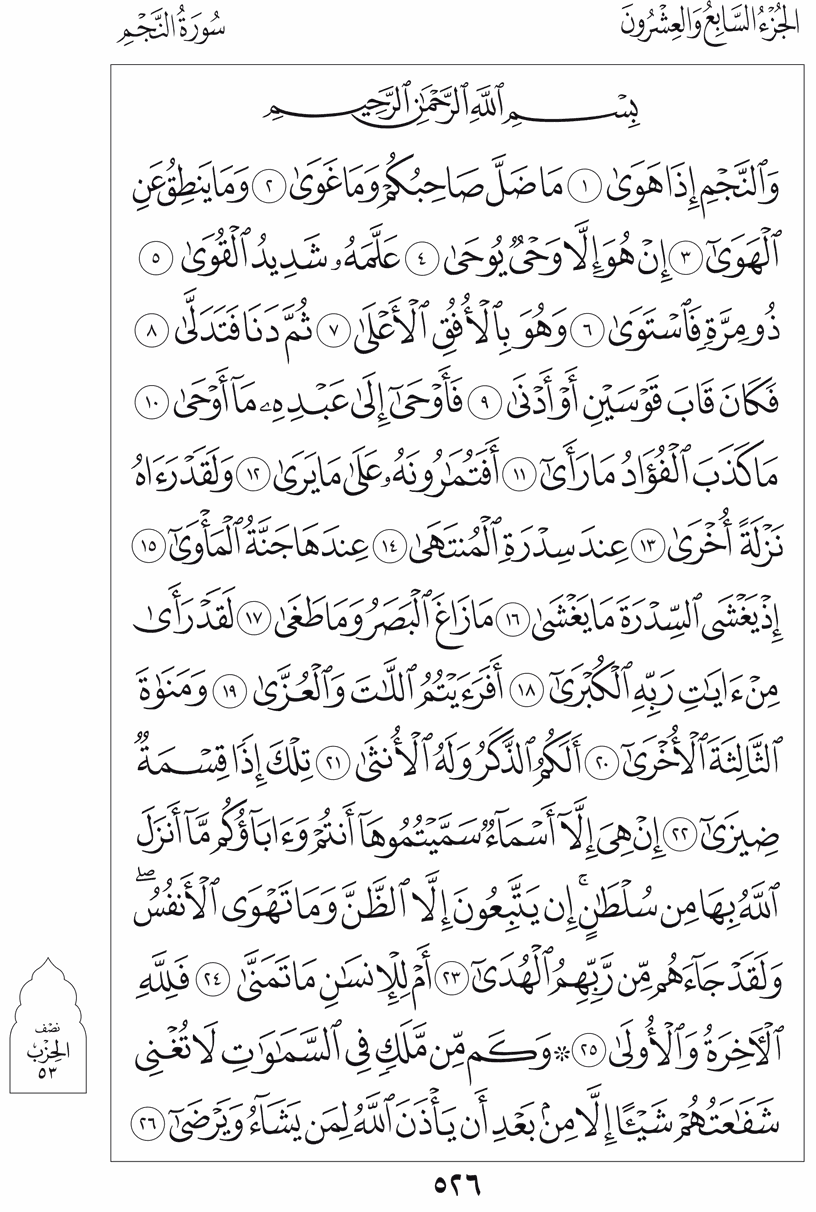 الجُزْءُ السَّابِعُ وَالعِشْرُونَ
سُورَةُ النَّجْمِ
بِسْمِ ٱللَّهِ ٱلرَّحْمَٰنِ ٱلرَّحِيمِ
وَٱلنَّجْمِ إِذَا هَوَىٰ ١ مَا ضَلَّ صَاحِبُكُمْ وَمَا غَوَىٰ ٢ وَمَا يَنطِقُ عَنِ
ٱلْهَوَىٰٓ ٣ إِنْ هُوَ إِلَّا وَحْىٌ يُوحَىٰ ٤ عَلَّمَهُۥ شَدِيدُ ٱلْقُوَىٰ ٥
ذُو مِرَّةٍ فَٱسْتَوَىٰ ٦ وَهُوَ بِٱلْأُفُقِ ٱلْأَعْلَىٰ ٧ ثُمَّ دَنَا فَتَدَلَّىٰ ٨
فَكَانَ قَابَ قَوْسَيْنِ أَوْ أَدْنَىٰ ٩ فَأَوْحَىٰٓ إِلَىٰ عَبْدِهِۦ مَآ أَوْحَىٰ ١٠
مَا كَذَبَ ٱلْفُؤَادُ مَا رَأَىٰٓ ١١ أَفَتُمَٰرُونَهُۥ عَلَىٰ مَا يَرَىٰ ١٢ وَلَقَدْ رَءَاهُ
نَزْلَةً أُخْرَىٰ ١٣ عِندَ سِدْرَةِ ٱلْمُنتَهَىٰ ١٤ عِندَهَا جَنَّةُ ٱلْمَأْوَىٰٓ ١٥
إِذْ يَغْشَى ٱلسِّدْرَةَ مَا يَغْشَىٰ ١٦ مَا زَاغَ ٱلْبَصَرُ وَمَا طَغَىٰ ١٧ لَقَدْ رَأَىٰ
مِنْ ءَايَٰتِ رَبِّهِ ٱلْكُبْرَىٰٓ ١٨ أَفَرَءَيْتُمُ ٱللَّٰتَ وَٱلْعُزَّىٰ ١٩ وَمَنَوٰةَ
ٱلثَّالِثَةَ ٱلْأُخْرَىٰٓ ٢٠ أَلَكُمُ ٱلذَّكَرُ وَلَهُ ٱلْأُنثَىٰ ٢١ تِلْكَ إِذًا قِسْمَةٌ
ضِيزَىٰٓ ٢٢ إِنْ هِىَ إِلَّآ أَسْمَآءٌ سَمَّيْتُمُوهَآ أَنتُمْ وَءَابَآؤُكُم مَّآ أَنزَلَ
ٱللَّهُ بِهَا مِن سُلْطَٰنٍ ۚ إِن يَتَّبِعُونَ إِلَّا ٱلظَّنَّ وَمَا تَهْوَى ٱلْأَنفُسُ ۖ
وَلَقَدْ جَآءَهُم مِّن رَّبِّهِمُ ٱلْهُدَىٰٓ ٢٣ أَمْ لِلْإِنسَٰنِ مَا تَمَنَّىٰ ٢٤ فَلِلَّهِ
ٱلْءَاخِرَةُ وَٱلْأُولَىٰ ٢٥ ۞ وَكَم مِّن مَّلَكٍ فِى ٱلسَّمَٰوَٰتِ لَا تُغْنِى
شَفَٰعَتُهُمْ شَيْـًٔا إِلَّا مِنۢ بَعْدِ أَن يَأْذَنَ ٱللَّهُ لِمَن يَشَآءُ وَيَرْضَىٰٓ ٢٦
نصف
الحزب
٥٣
٥٢٦